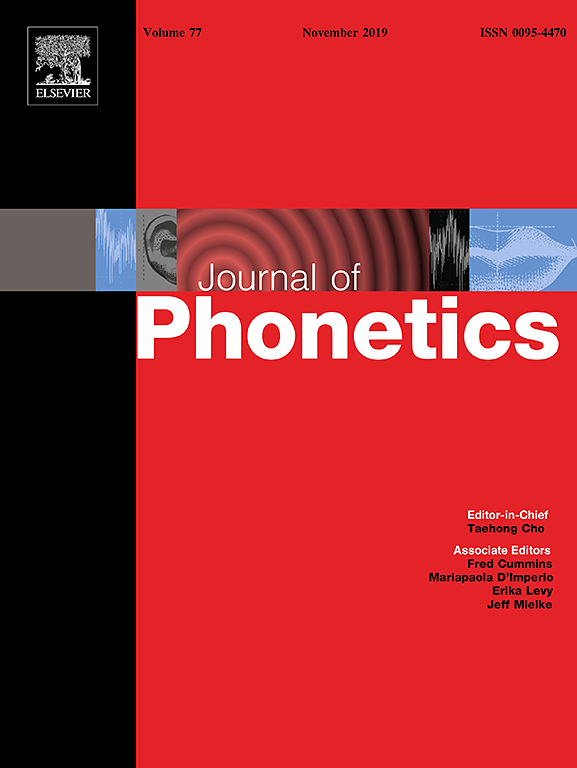 Volume 77 November 2019 ISSN 0095-4470
ELSEVIER
Journal of
Phonetics
Editor-in-Chief
Taehong Cho
Associate Editors
Fred Cummins
Mariapaola D'Imperio
Erika Levy
Jeff Mielke